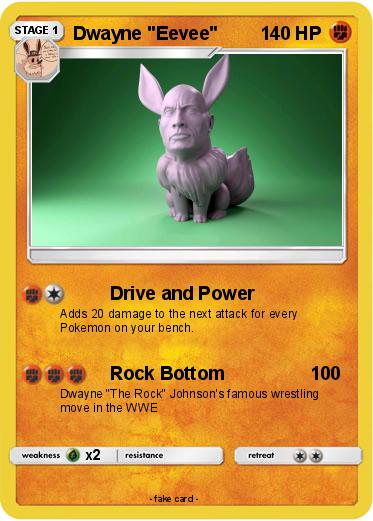 STAGE 1
Dwayne "Eevee"
140 HP
Drive and Power
Adds 20 damage to the next attack for every
Pokemon on your bench.
Rock Bottom
100
Dwayne "The Rock" Johnson's famous wrestling
move in the WWE
weakness
x2
resistance
retreat
- fake card -